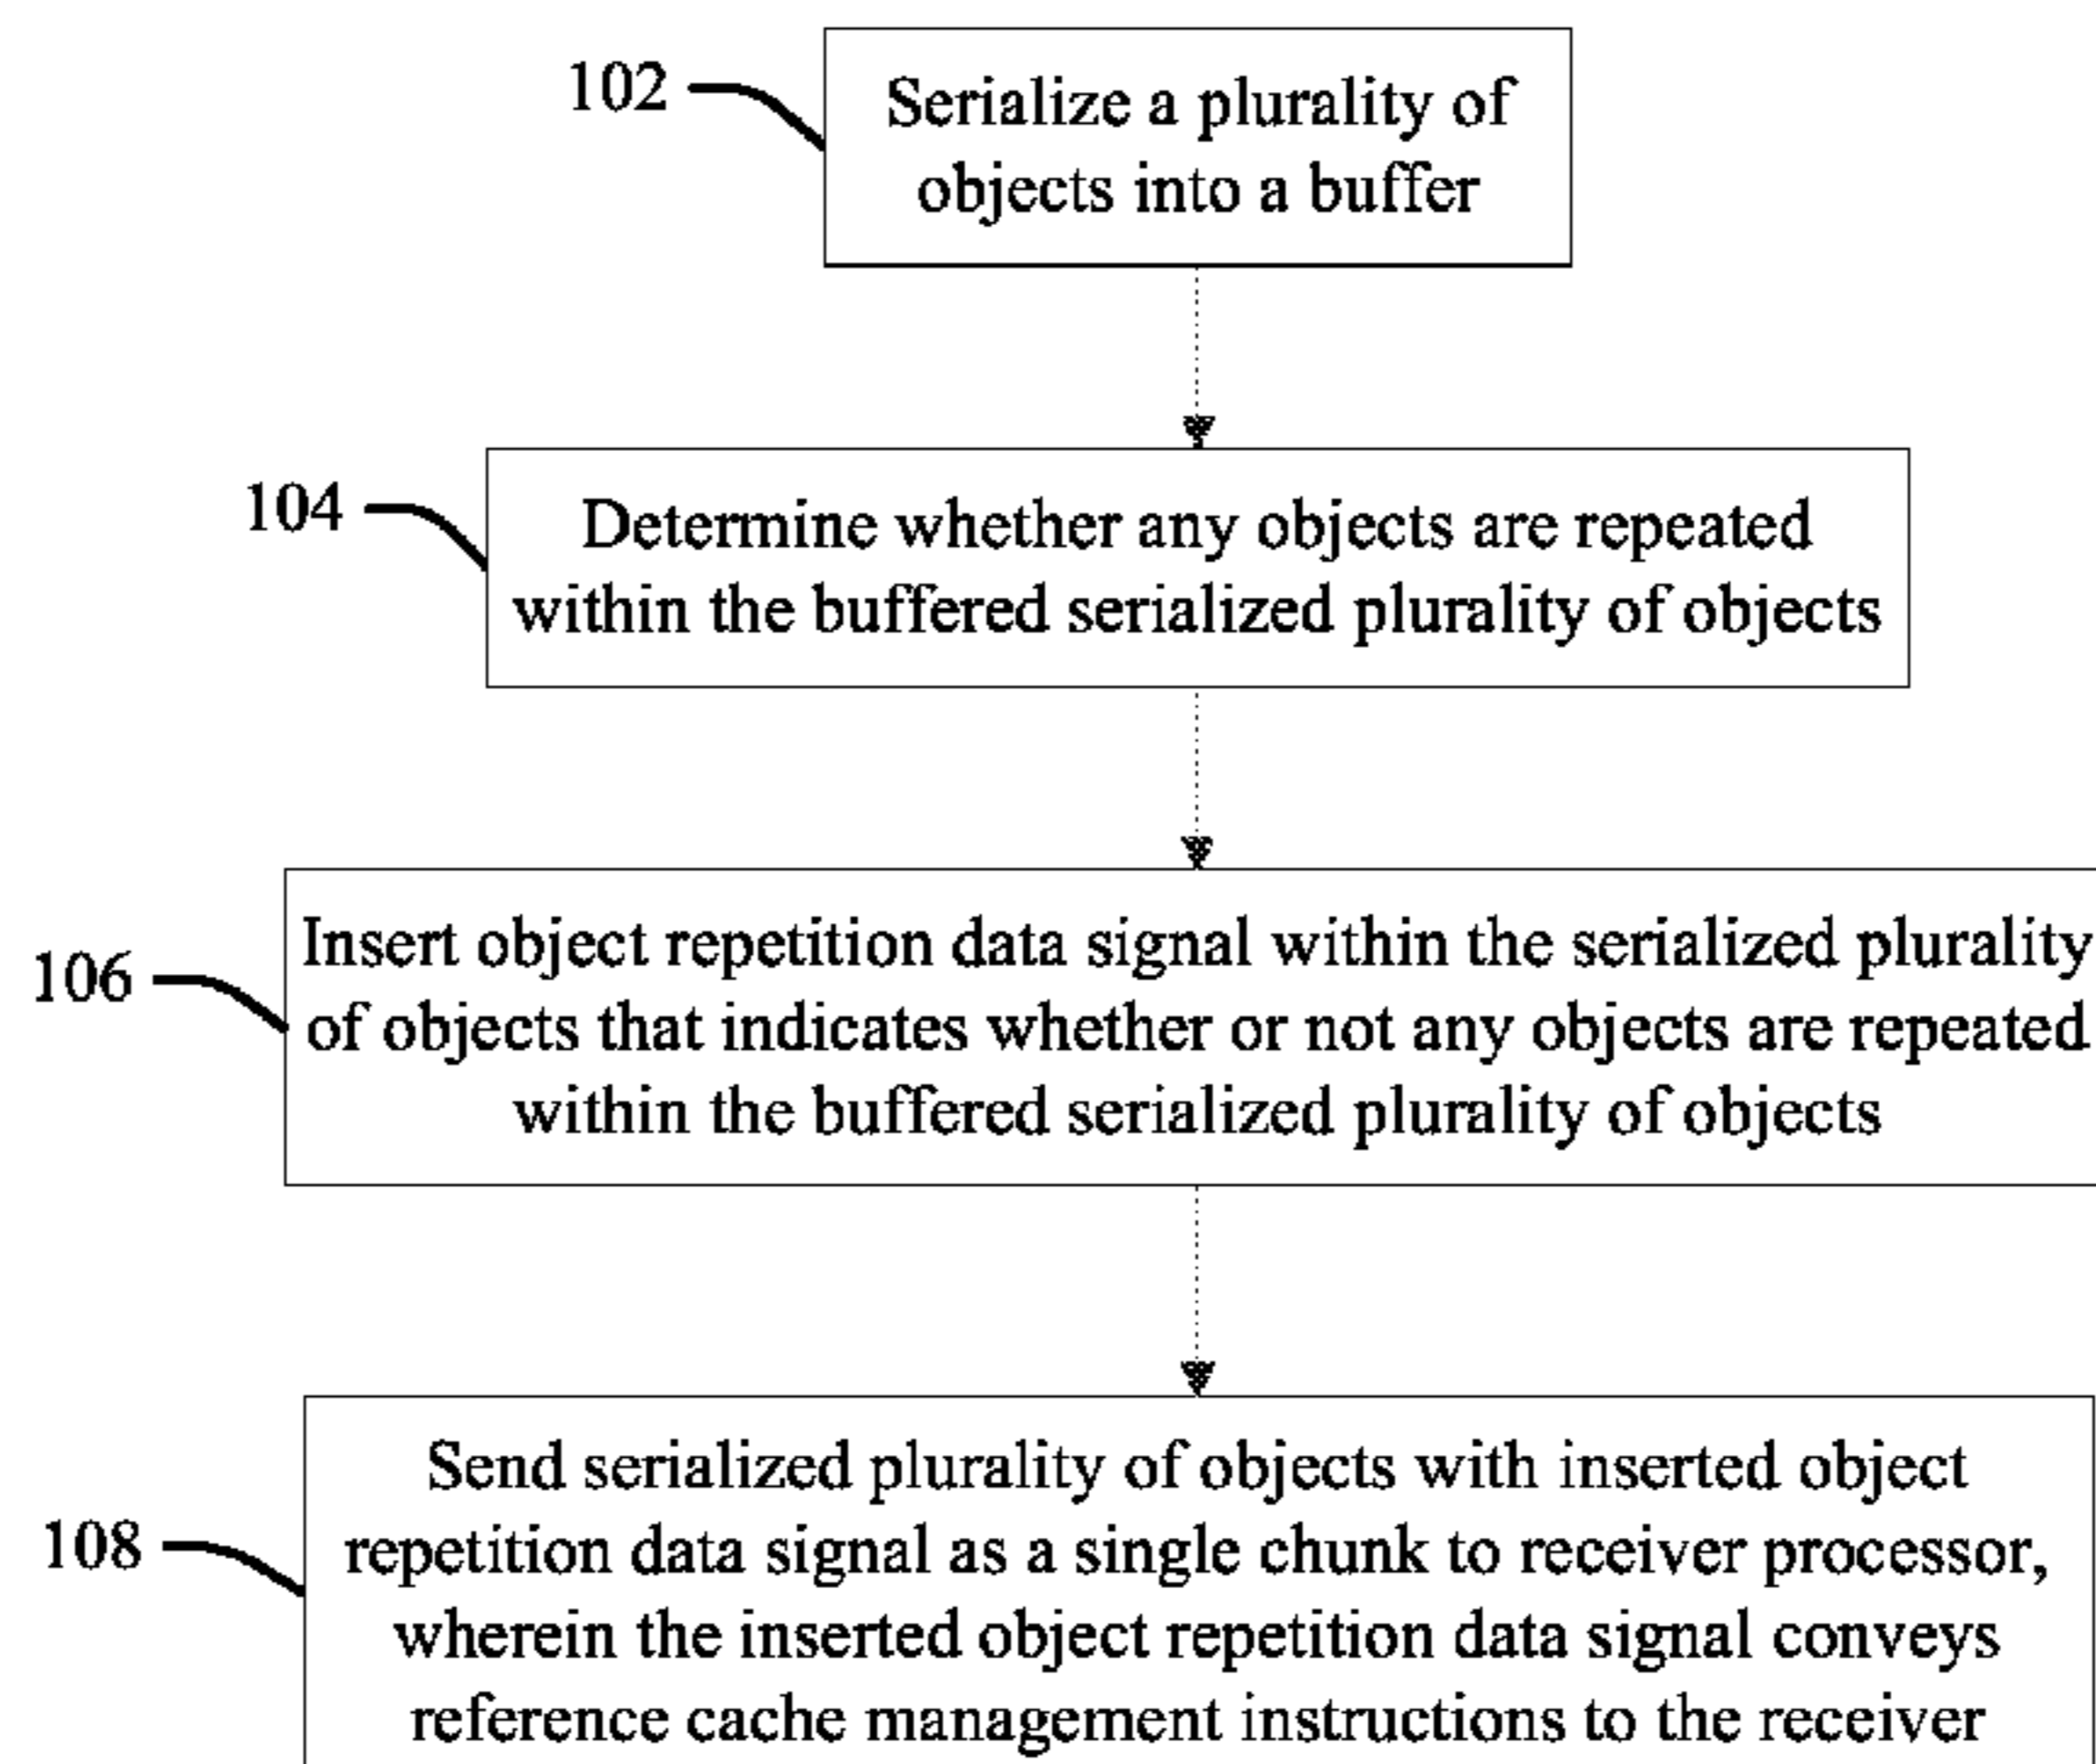 102
Serialize a plurality of
objects into a buffer
104
Determine whether any objects are repeated
within the buffered serialized plurality of objects
106
Insert object repetition data signal within the serialized plurality
of objects that indicates whether or not any objects are repeated
within the buffered serialized plurality of objects
108
Send serialized plurality of objects with inserted object
repetition data signal as a single chunk to receiver processor,
wherein the inserted object repetition data signal conveys
reference cache management instructions to the receiver